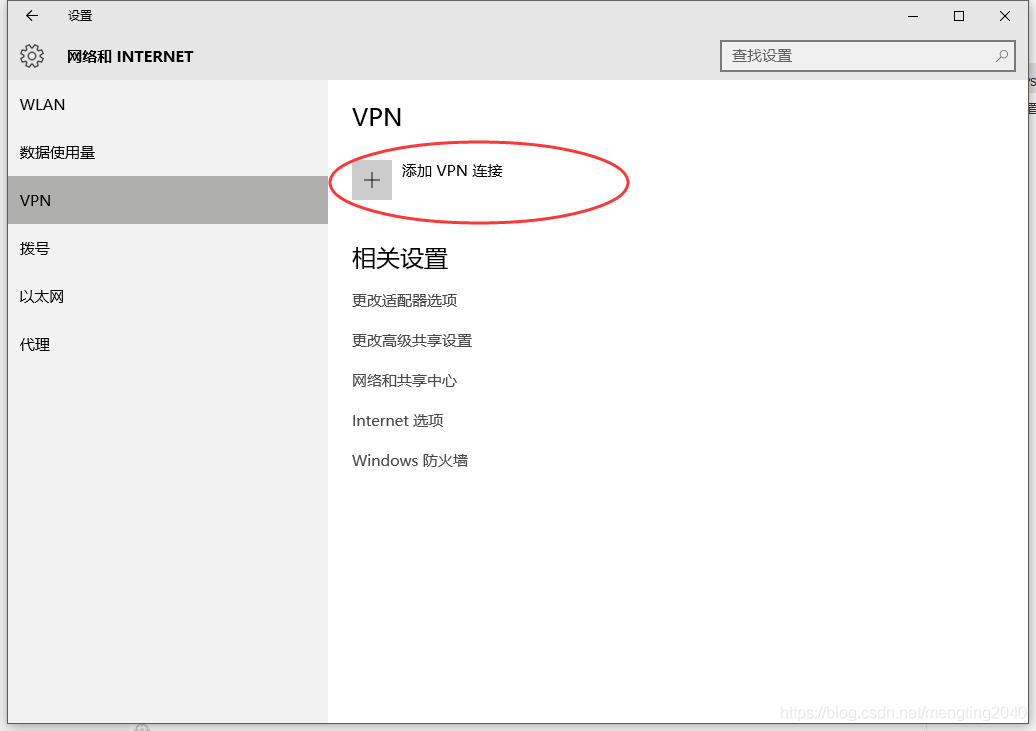 设置
网络和 INTERNET
查找设置
WLAN
数据使用量
VPN
拨号
以太网
代理
VPN
添加 VPN 连接
相关设置
更改适配器选项
更改高级共享设置
网络和共享中心
Internet 选项
Windows 防火墙
https://blog.csdn.net/mengting2040